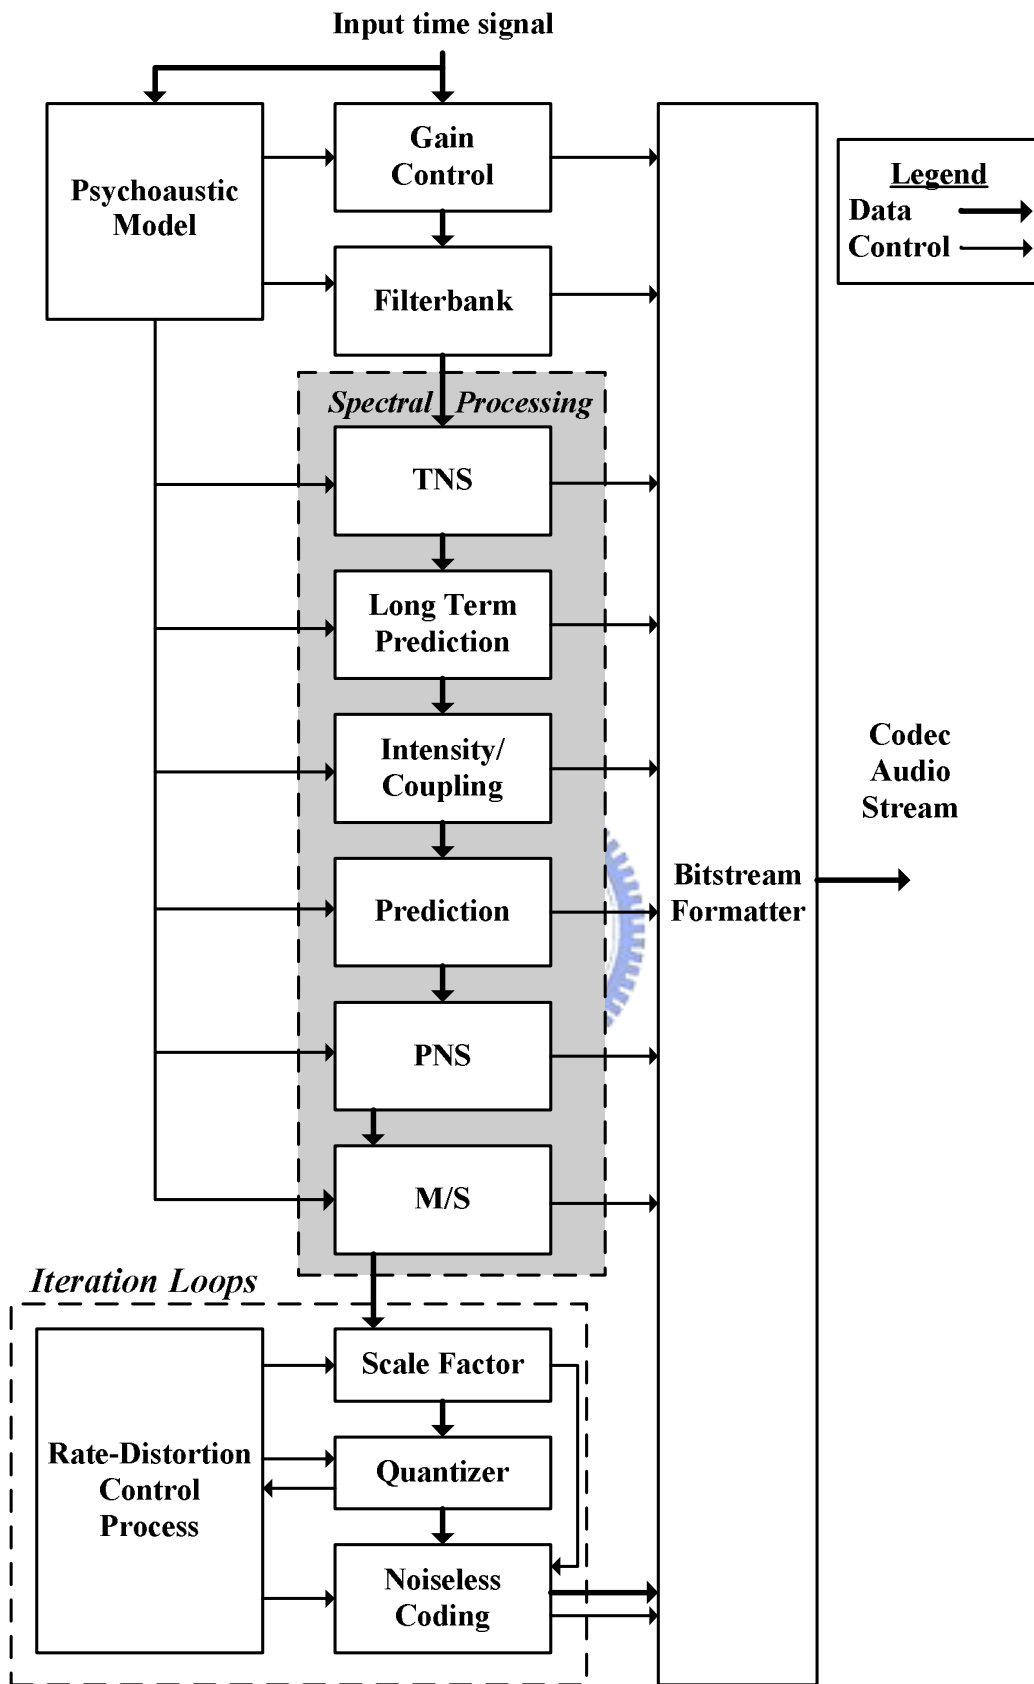 Input time signal
Psychoaustic
Model
Gain
Control
Legend
Data
Control
Filterbank
Spectral Processing
TNS
Long Term
Prediction
Intensity/
Coupling
Codec
Audio
Stream
Prediction
Bitstream
Formatter
PNS
M/S
Iteration Loops
Scale Factor
Rate-Distortion
Control
Process
Quantizer
Noiseless
Coding